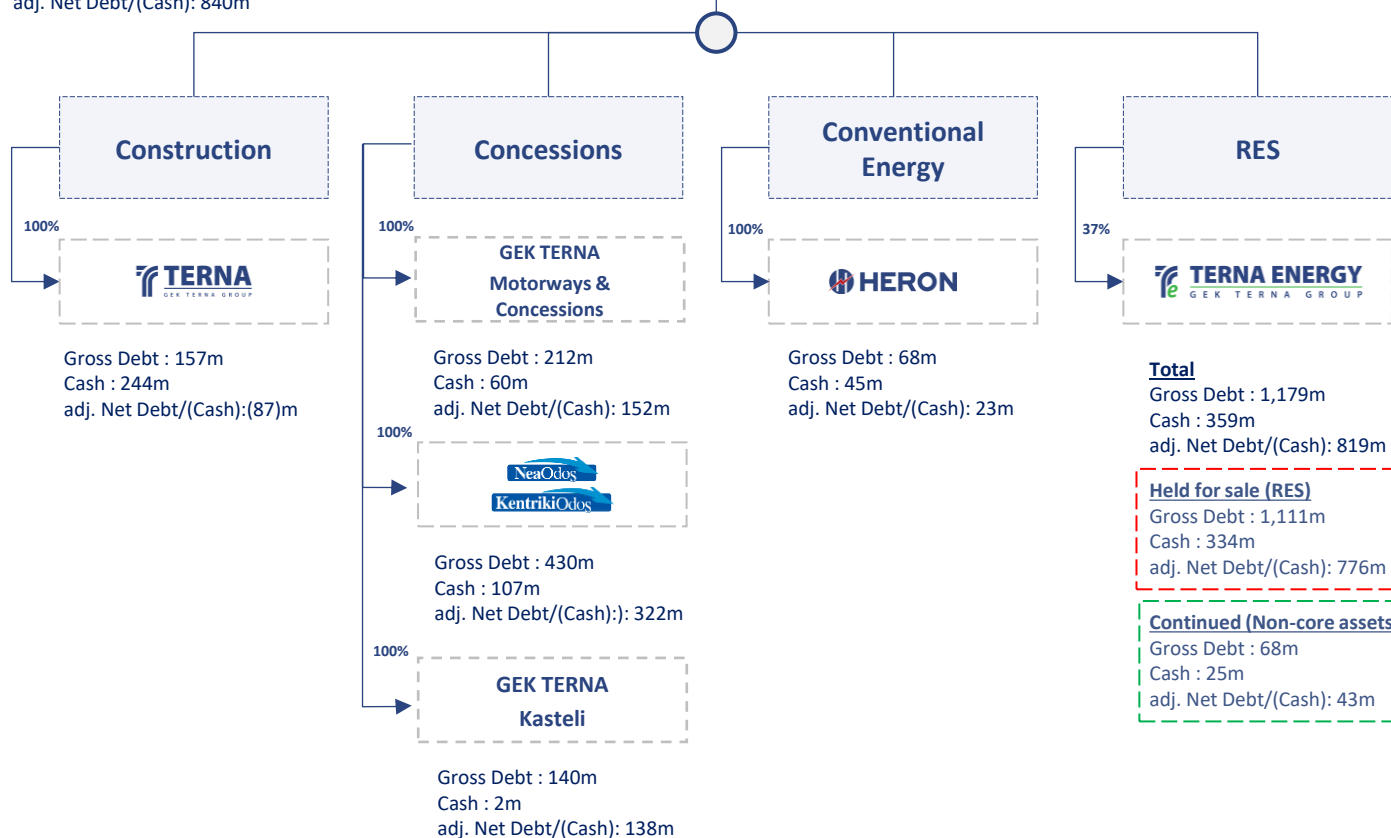 adj. Net Debt/(Cash): 840m
Construction
Concessions
Conventional
Energy
RES
100%
TERNA
GEK TERNA GROUP
Gross Debt : 157m
Cash : 244m
adj. Net Debt/(Cash):(87)m
100%
GEK TERNA
Motorways &
Concessions
Gross Debt : 212m
Cash : 60m
adj. Net Debt/(Cash): 152m
100%
NeaOdos
KentrikiOdos
Gross Debt : 430m
Cash : 107m
adj. Net Debt/(Cash):): 322m
100%
GEK TERNA
Kasteli
Gross Debt : 140m
Cash : 2m
adj. Net Debt/(Cash): 138m
100%
HERON
Gross Debt : 68m
Cash : 45m
adj. Net Debt/(Cash): 23m
37%
e TERNA ENERGY
GEK TERNA GROUP
Total
Gross Debt : 1,179m
Cash : 359m
adj. Net Debt/(Cash): 819m
Held for sale (RES)
Gross Debt : 1,111m
Cash : 334m
adj. Net Debt/(Cash): 776m
Continued (Non-core assets
Gross Debt : 68m
Cash : 25m
adj. Net Debt/(Cash): 43m